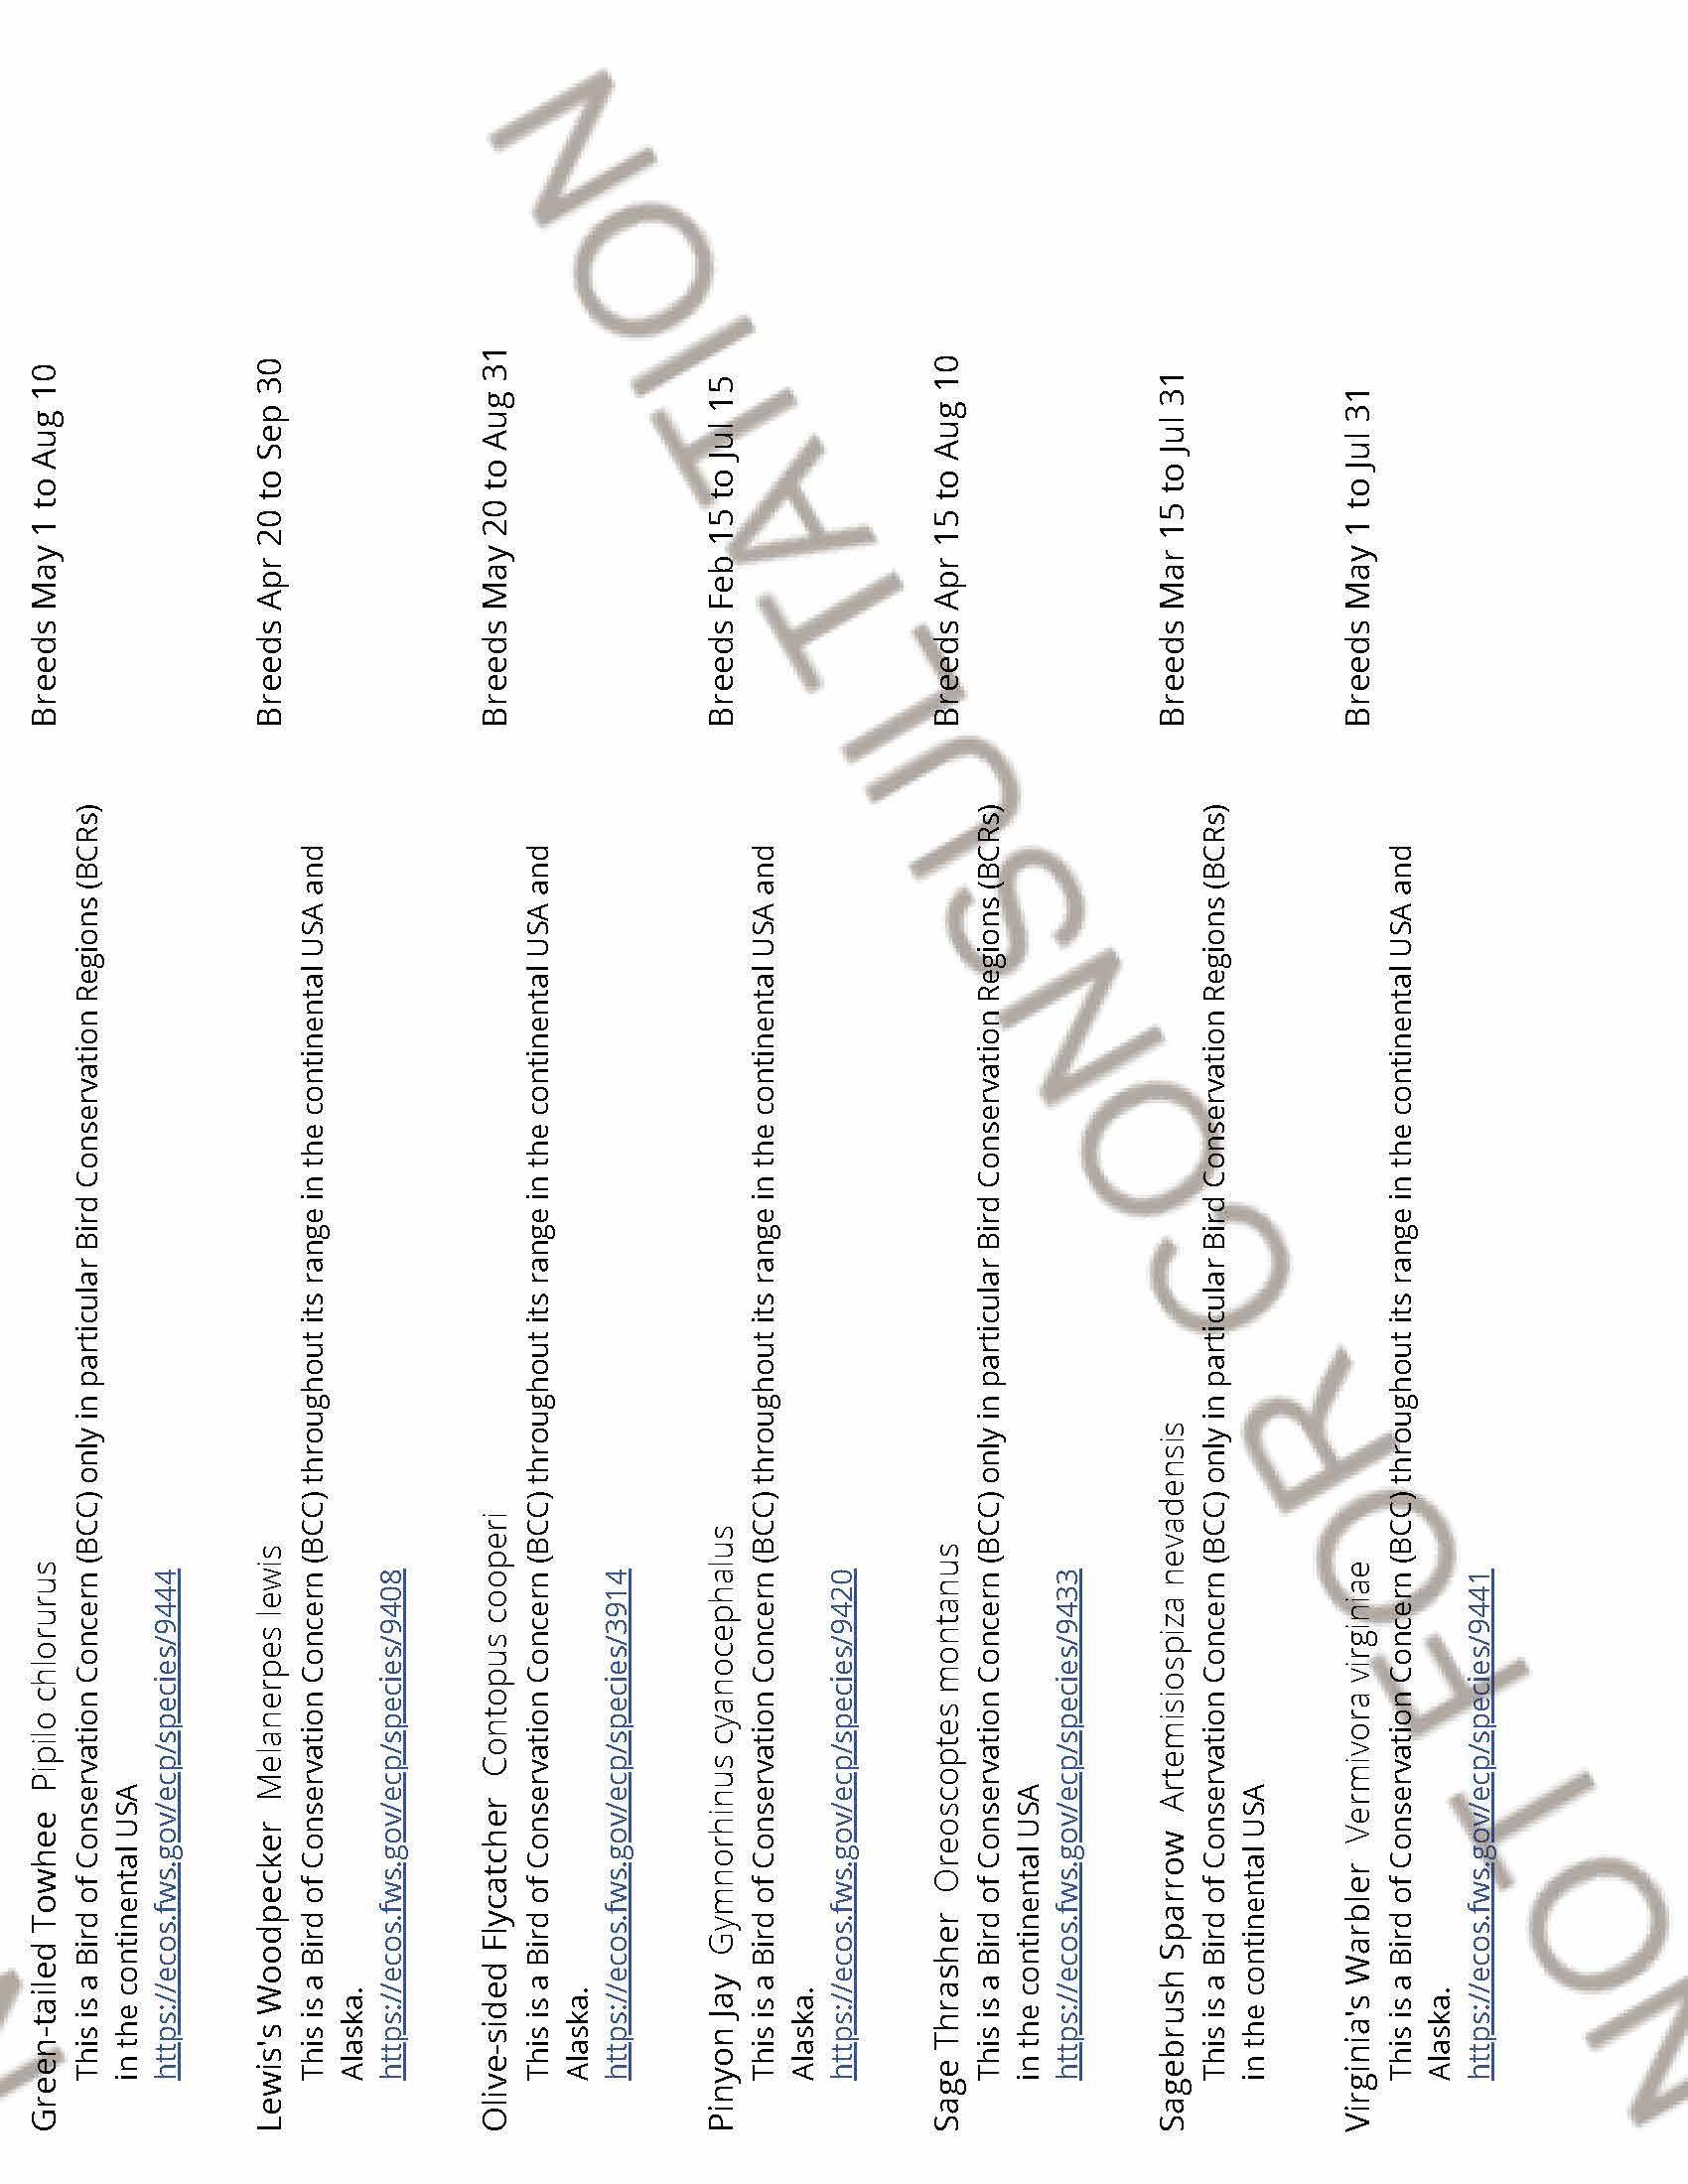 Green-tailed Towhee Pipilo chlorurus Breeds May 1 to Aug 10
This is a Bird of Conservation Concern (BCC) only in particular Bird Conservation Regions (BCRs)
in the continental USA
https://ecos.fws.gov/ecp/species/9444
Lewis's Woodpecker Melanerpes lewis Breeds Apr 20 to Sep 30
This is a Bird of Conservation Concern (BCC) throughout its range in the continental USA and
Alaska.
https://ecos.fws.gov/ecp/species/9408
Olive-sided Flycatcher Contopus cooperi Breeds May 20 to Aug 31
This is a Bird of Conservation Concern (BCC) throughout its range in the continental USA and
Alaska.
https://ecos.fws.gov/ecp/species/3914
Pinyon Jay Gymnorhinus cyanocephalus Breeds Feb 15 to Jul 15
This is a Bird of Conservation Concern (BCC) throughout its range in the continental USA and
Alaska.
https://ecos.fws.gov/ecp/species/9420
Sage Thrasher Oreoscoptes montanus Breeds Apr 15 to Aug 10
This is a Bird of Conservation Concern (BCC) only in particular Bird Conservation Regions (BCRs)
in the continental USA
https://ecos.fws.gov/ecp/species/9433
Sagebrush Sparrow Artemisiospiza nevadensis Breeds Mar 15 to Jul 31
This is a Bird of Conservation Concern (BCC) only in particular Bird Conservation Regions (BCRs)
in the continental USA
Virginia's Warbler Vermivora virginiae Breeds May 1 to Jul 31
This is a Bird of Conservation Concern (BCC) throughout its range in the continental USA and
Alaska.
https://ecos.fws.gov/ecp/species/9441
NOT FOR CONSULTATION